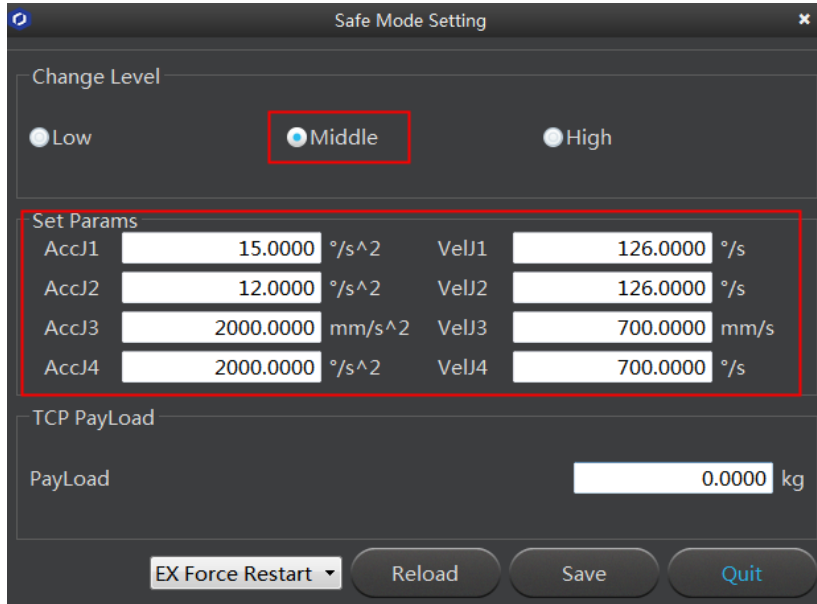 Safe Mode Setting
Change Level
Low Middle High
Set Params
AccJ1 15.0000 °/s^2 VelJ1 126.0000 °/s
AccJ2 12.0000 °/s^2 VelJ2 126.0000 °/s
AccJ3 2000.0000 mm/s^2 VelJ3 700.0000 mm/s
AccJ4 2000.0000 °/s^2 VelJ4 700.0000 °/s
TCP PayLoad
PayLoad 0.0000 kg
EX Force Restart Reload Save Quit